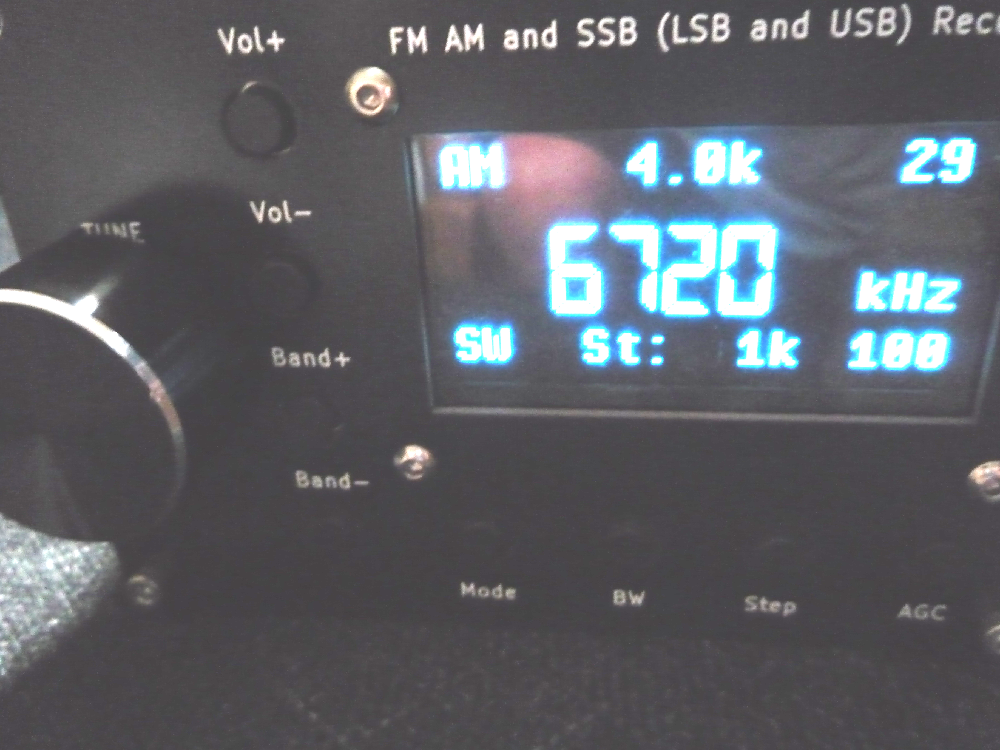 Vol+
FM AM and SSB (LSB and USB)
AM 4.0k 29
Vol-
TUNE
6720 kHz
SW St: 1k 100
Band+
Band-
Mode BW Step AGC